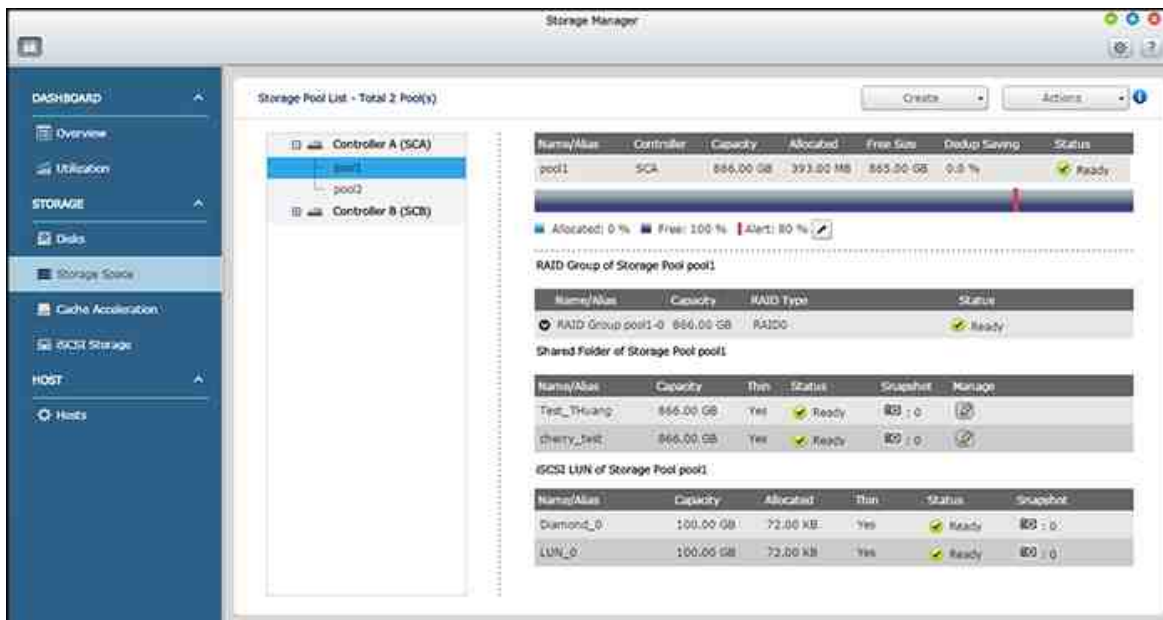 Storage Manager
DASHBOARD
Overview
Utilization
STORAGE
Disks
Storage Space
Cache Acceleration
iSCSI Storage
HOST
Hosts
Storage Pool List - Total 2 Pool(s)
Create
Actions
Controller A (SCA)
pool1
pool2
Controller B (SCB)
Name/Alias Controller Capacity Allocated Free Size Dedup Saving Status
pool1 SCA 866.00 GB 393.00 MB 865.00 GB 0.0 % Ready
Allocated: 0 % Free: 100 % Alert: 80 %
RAID Group of Storage Pool pool1
Name/Alias Capacity RAID Type Status
RAID Group pool1-0 866.00 GB RAID0 Ready
Shared Folder of Storage Pool pool1
Name/Alias Capacity Thin Status Snapshot Manage
Test_THuang 866.00 GB Yes Ready : 0
cherry_test 866.00 GB Yes Ready : 0
iSCSI LUN of Storage Pool pool1
Name/Alias Capacity Allocated Thin Status Snapshot
Diamond_0 100.00 GB 72.00 KB Yes Ready : 0
LUN_0 100.00 GB 72.00 KB Yes Ready : 0